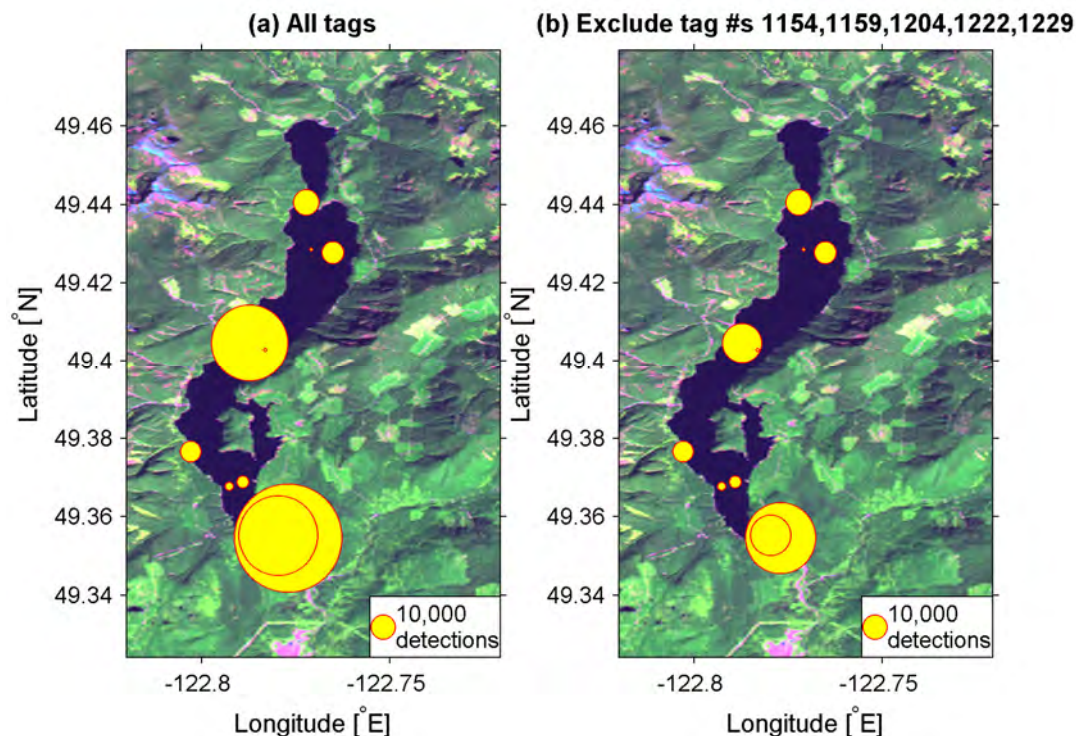 (a) All tags
(b) Exclude tag #s 1154,1159,1204,1222,1229
Latitude [°N]
49.46
49.44
49.42
49.4
49.38
49.36
49.34
-122.8
-122.75
Longitude [°E]
10,000
detections
Latitude [°N]
49.46
49.44
49.42
49.4
49.38
49.36
49.34
-122.8
-122.75
Longitude [°E]
10,000
detections